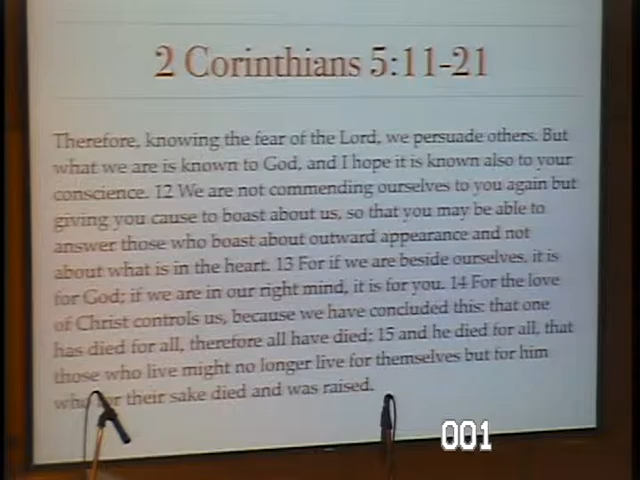 2 Corinthians 5:11-21
Therefore, knowing the fear of the Lord, we persuade others. But
what we are is known to God, and I hope it is known also to your
conscience. 12 We are not commending ourselves to you again but
giving you cause to boast about us, so that you may be able to
answer those who boast about outward appearance and not
about what is in the heart. 13 For if we are beside ourselves, it is
for God; if we are in our right mind, it is for you. 14 For the love
of Christ controls us, because we have concluded this: that one
has died for all, therefore all have died; 15 and he died for all, that
those who live might no longer live for themselves but for him
who for their sake died and was raised.
001